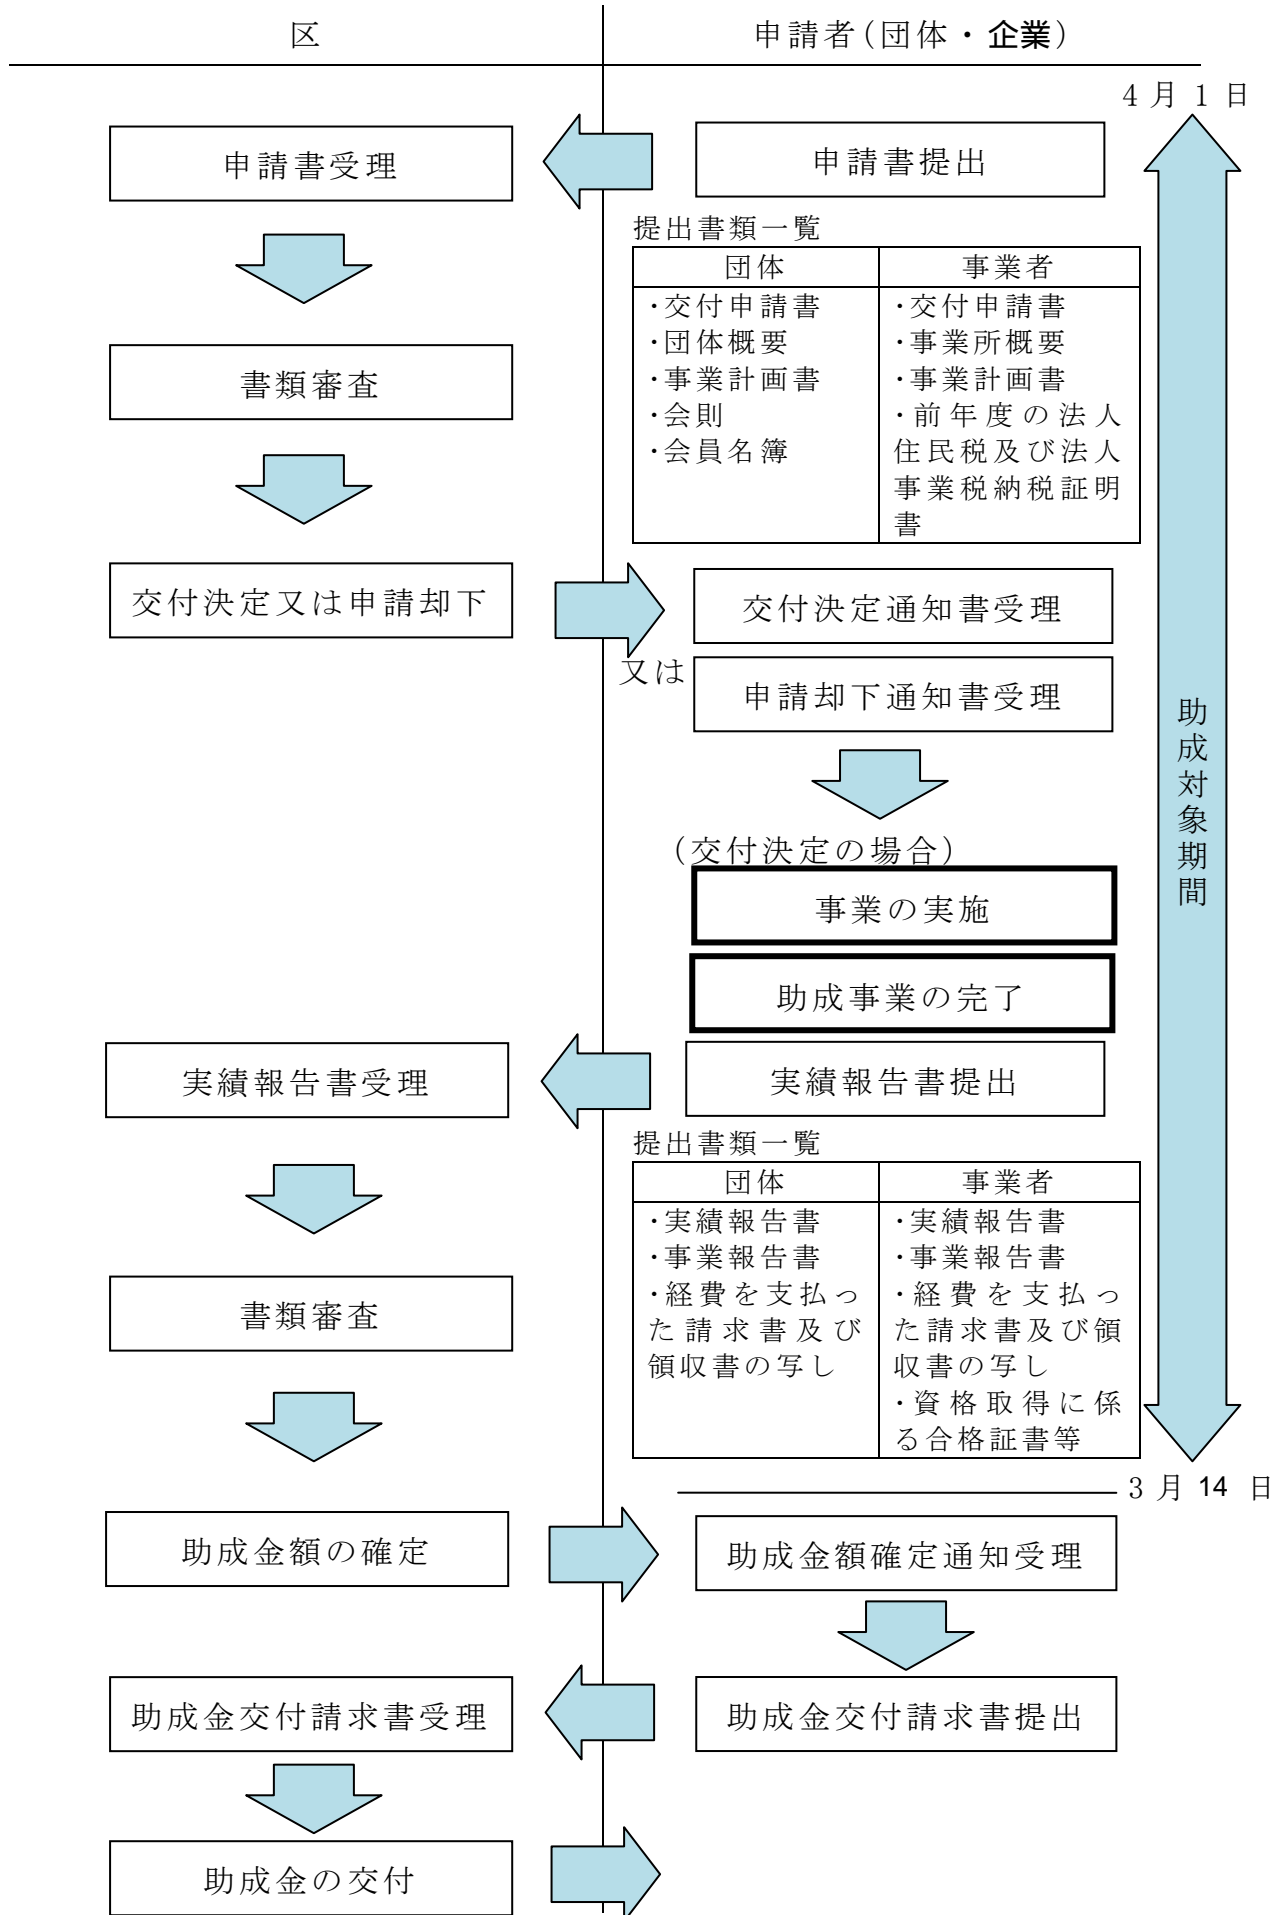 区
申請者(団体・企業)
4月1日
申請書受理
申請書提出
提出書類一覧
団体
事業者
・交付申請書
・団体概要
・事業計画書
・会則
・会員名簿
・交付申請書
・事業所概要
・事業計画書
・前年度の法人
住民税及び法人
事業税納税証明
書
書類審査
交付決定又は申請却下
交付決定通知書受理
又は
申請却下通知書受理
助成対象期間
(交付決定の場合)
事業の実施
助成事業の完了
実績報告書受理
実績報告書提出
提出書類一覧
団体
事業者
・実績報告書
・事業報告書
・経費を支払っ
た請求書及び
領収書の写し
・実績報告書
・事業報告書
・経費を支払っ
た請求書及び領
収書の写し
・資格取得に係
る合格証書等
書類審査
3月14日
助成金額の確定
助成金額確定通知受理
助成金交付請求書受理
助成金交付請求書提出
助成金の交付